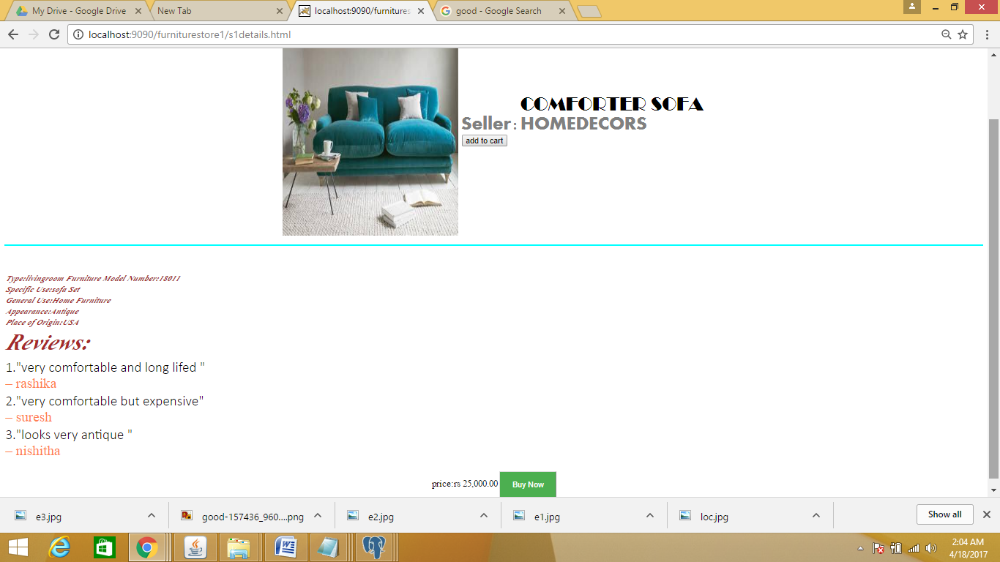 My Drive - Google Drive
New Tab
localhost:9090/furnitures
good - Google Search
localhost:9090/furniturestore1/s1details.html
COMFORTER SOFA
Seller: HOMEDECORS
add to cart
Type:livingroom Furniture Model Number:18011
Specific Use:sofa Set
General Use:Home Furniture
Appearance:Antique
Place of Origin:USA
Reviews:
1."very comfortable and long lifed "
– rashika
2."very comfortable but expensive"
– suresh
3."looks very antique "
– nishitha
price:rs 25,000.00 Buy Now
e3.jpg
good-157436_960....png
e2.jpg
e1.jpg
loc.jpg
Show all
2:04 AM
4/18/2017